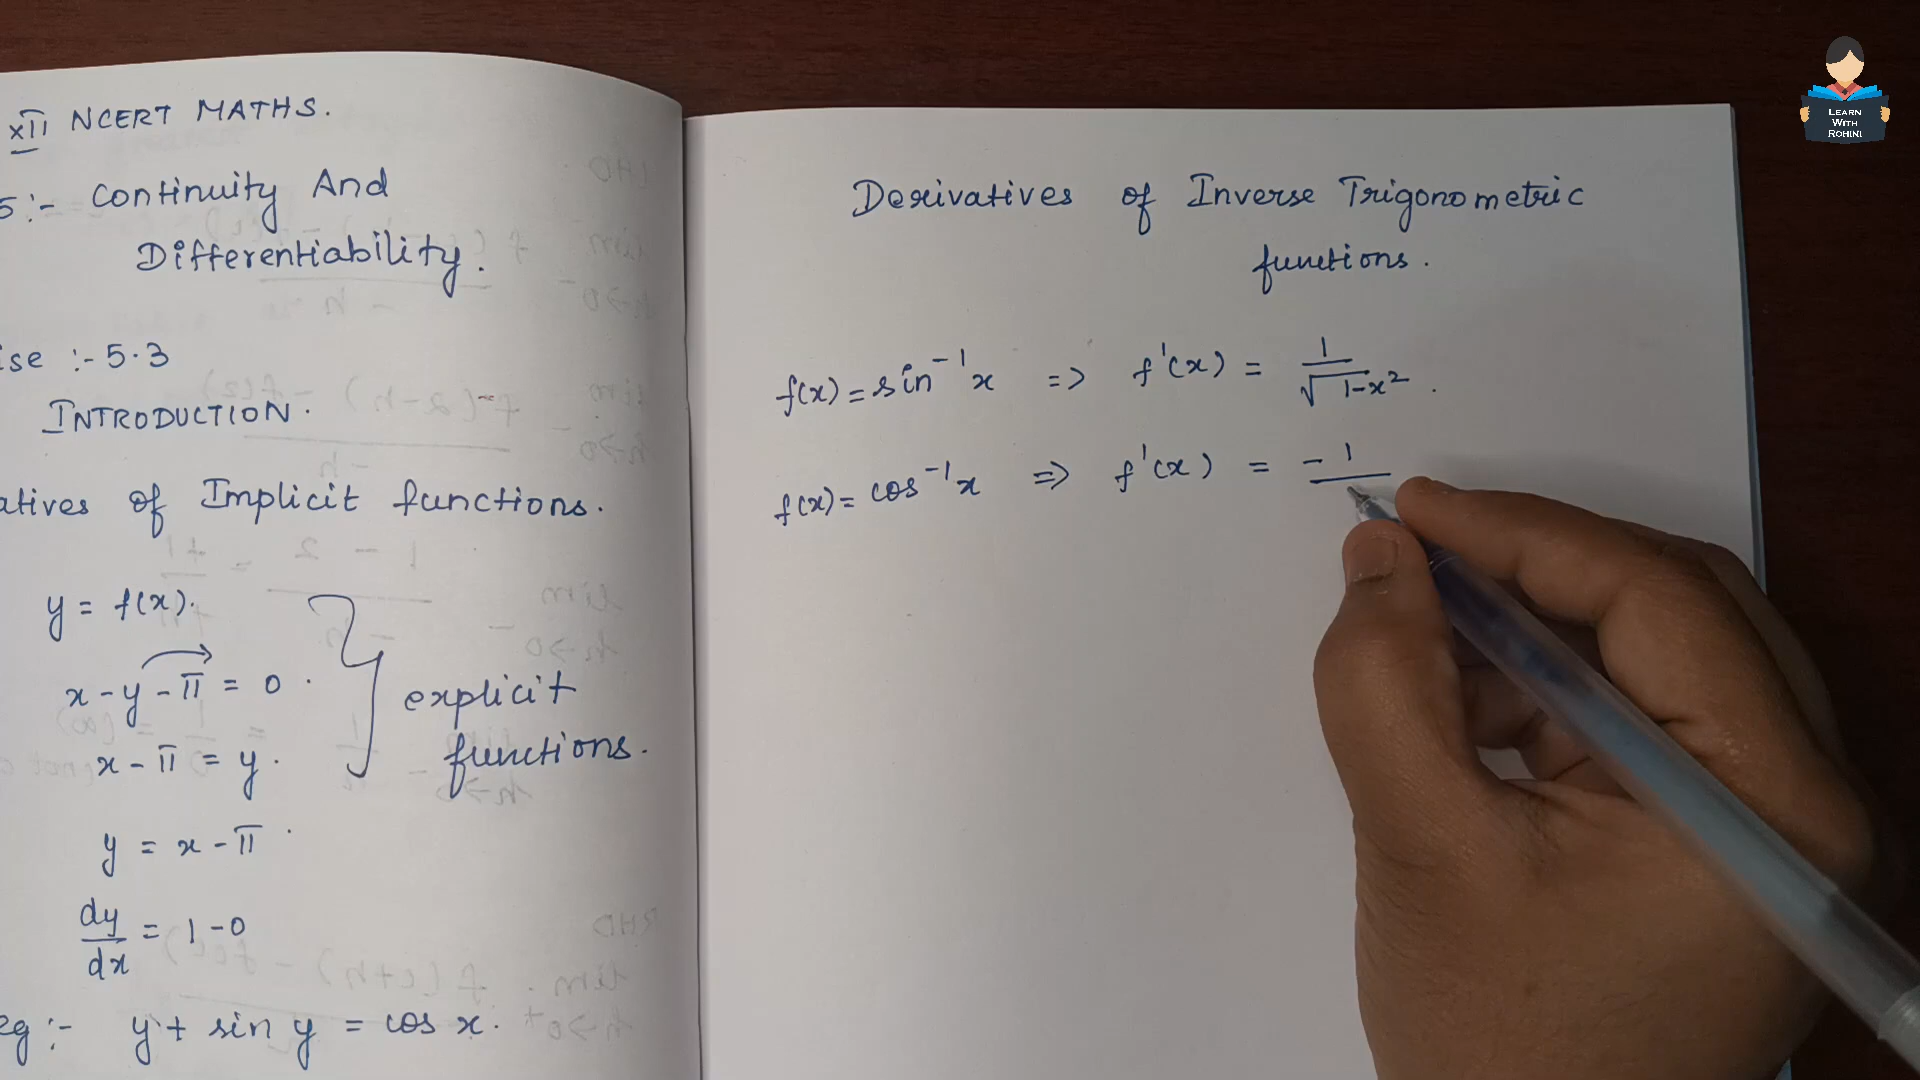 XII NCERT MATHS.
5:- Continuity And
Differentiability.
ise :- 5.3
INTRODUCTION.
atives of Implicit functions.
y = f(x).
x - y - π = 0.
x - π = y.
explicit
functions.
y = x - π
dy/dx = 1 - 0
eg:- y + sin y = cos x.
Derivatives of Inverse Trigonometric
functions.
f(x) = sin⁻¹x => f'(x) = 1/√1-x² .
f(x) = cos⁻¹x => f'(x) = -1/
LEARN
WITH
ROHINI